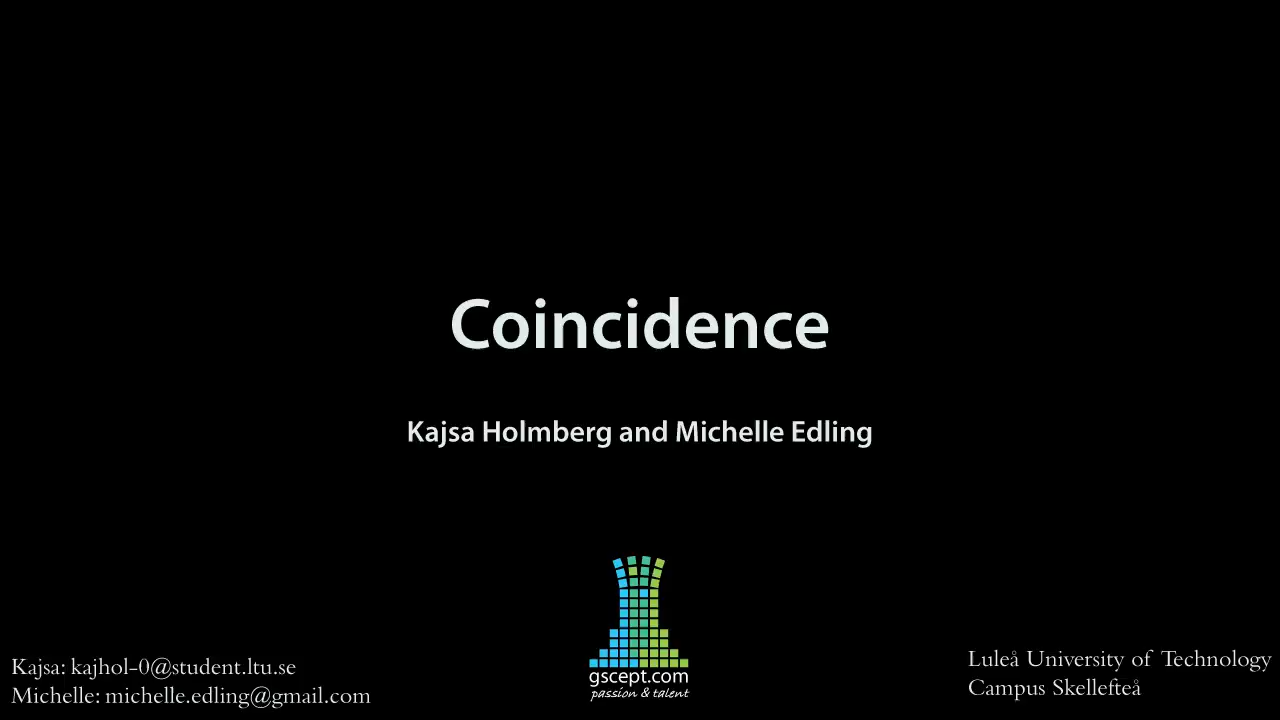 Coincidence
Kajsa Holmberg and Michelle Edling
gscept.com
passion & talent
Kajsa: kajhol-0@student.ltu.se
Michelle: michelle.edling@gmail.com
Luleå University of Technology
Campus Skellefteå